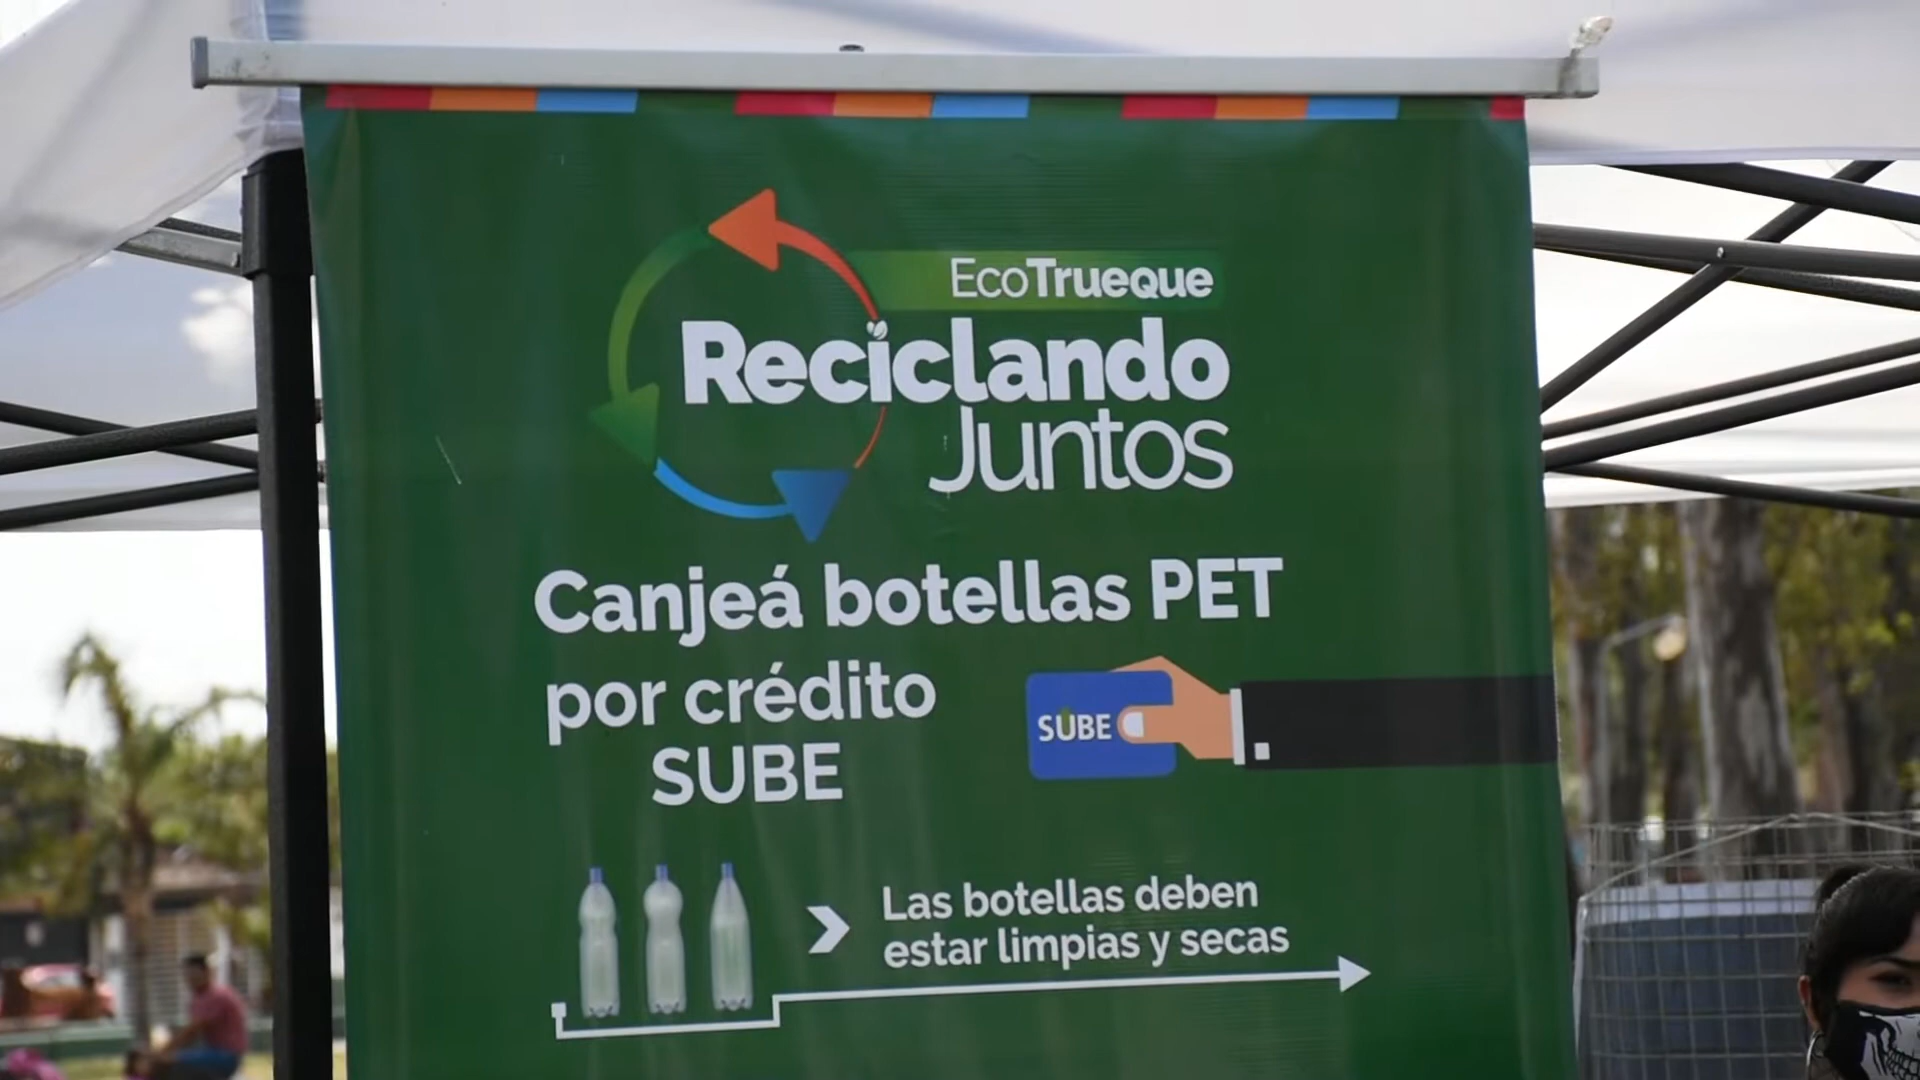 EcoTrueque
Reciclando
Juntos
Canjeá botellas PET
por crédito
SUBE
SUBE
Las botellas deben
estar limpias y secas